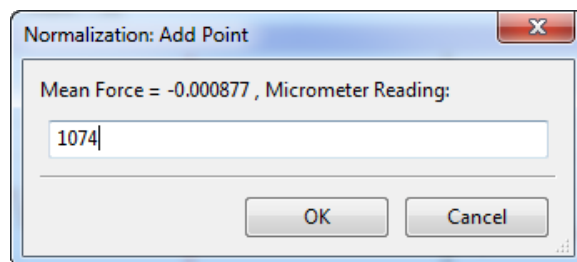 Normalization: Add Point
Mean Force = -0.000877 , Micrometer Reading:
1074
OK Cancel